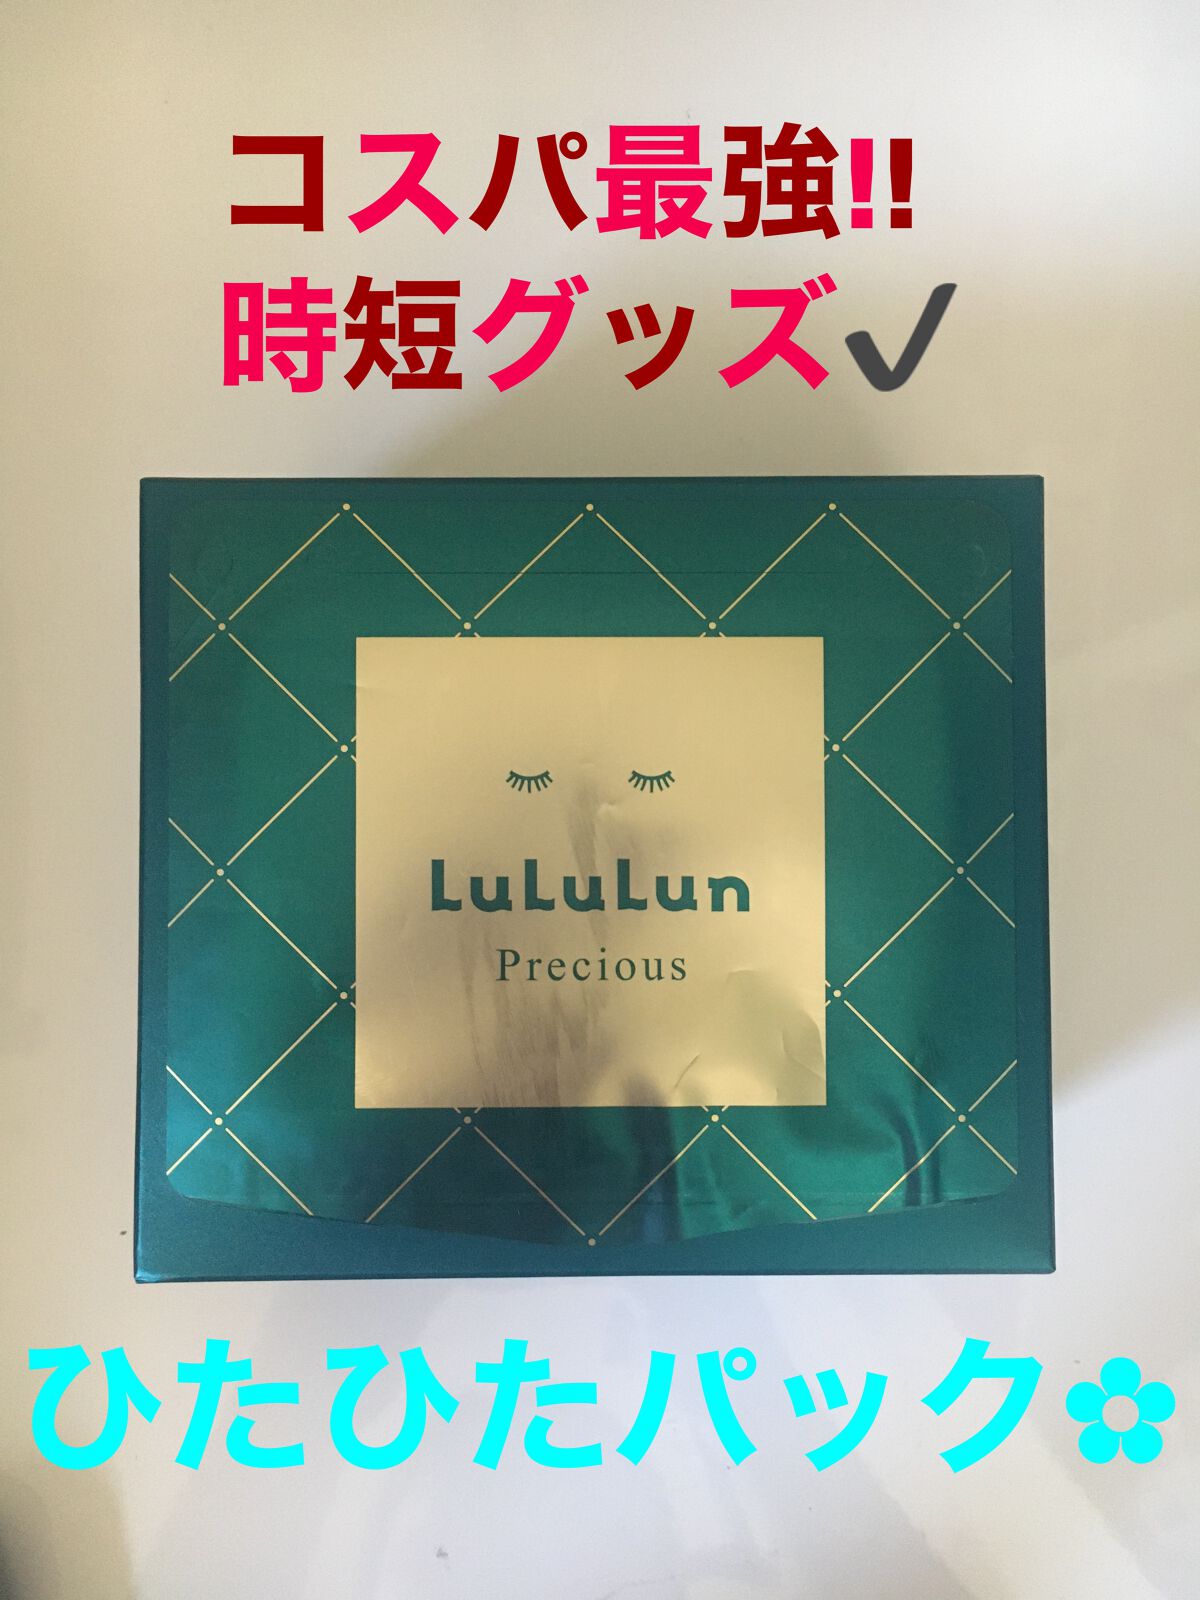 コスパ最強‼
時短グッズ✔
LuLuLun
Precious
ひたひたパック✿